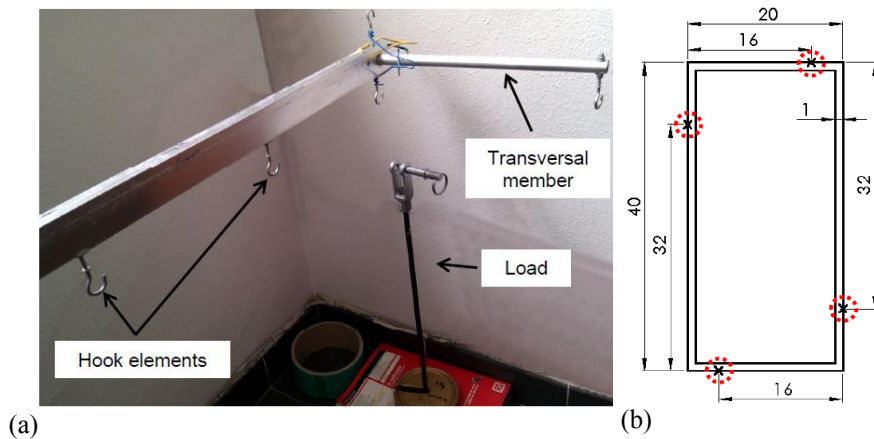 20
16
1
40
32
32
16
Transversal
member
Load
Hook elements
(a)
(b)